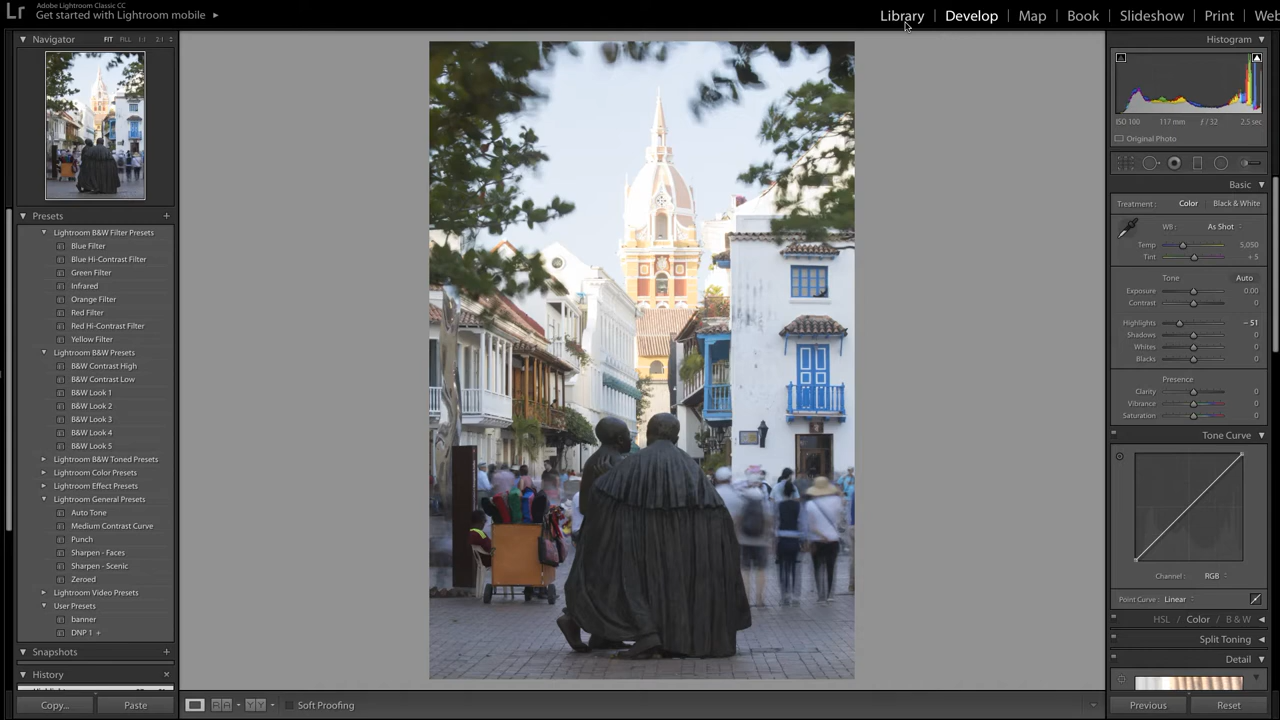 Lr
Adobe Lightroom Classic CC
Get started with Lightroom mobile
Library
Develop
Map
Book
Slideshow
Print
Web
Navigator
FIT
FILL
1:1
2:1
Histogram
ISO 100
117 mm
ƒ / 32
2.5 sec
Original Photo
Basic
Treatment :
Color
Black & White
WB :
As Shot
Temp
5,050
Tint
+ 5
Tone
Auto
Exposure
0.00
Contrast
0
Highlights
– 51
Shadows
0
Whites
0
Blacks
0
Presence
Clarity
0
Vibrance
0
Saturation
0
Tone Curve
Channel :
RGB
Point Curve :
Linear
HSL / Color / B & W
Split Toning
Detail
Previous
Reset
Presets
Lightroom B&W Filter Presets
Blue Filter
Blue Hi-Contrast Filter
Green Filter
Infrared
Orange Filter
Red Filter
Red Hi-Contrast Filter
Yellow Filter
Lightroom B&W Presets
B&W Contrast High
B&W Contrast Low
B&W Look 1
B&W Look 2
B&W Look 3
B&W Look 4
B&W Look 5
Lightroom B&W Toned Presets
Lightroom Color Presets
Lightroom Effect Presets
Lightroom General Presets
Auto Tone
Medium Contrast Curve
Punch
Sharpen - Faces
Sharpen - Scenic
Zeroed
Lightroom Video Presets
User Presets
banner
DNP 1 +
Snapshots
History
Copy...
Paste
R A
Y Y
Soft Proofing